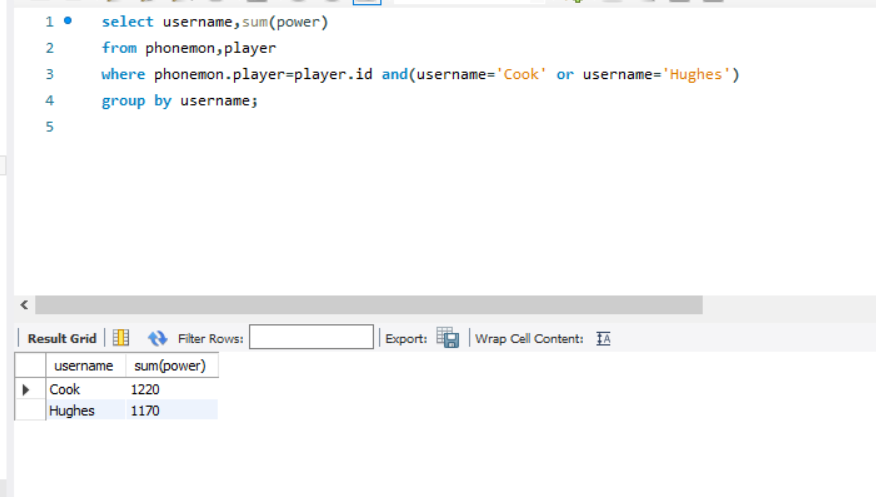 1 select username,sum(power)
2 from phonemon,player
3 where phonemon.player=player.id and(username='Cook' or username='Hughes')
4 group by username;
5
Result Grid Filter Rows: Export: Wrap Cell Content:
username sum(power)
Cook 1220
Hughes 1170